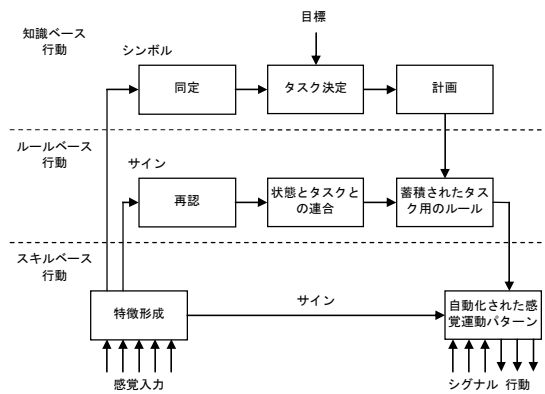 目標
知識ベース
行動
シンボル
同定
タスク決定
計画
ルールベース
行動
サイン
再認
状態とタスクと
の連合
蓄積されたタス
ク用のルール
スキルベース
行動
特徴形成
サイン
自動化された感
覚運動パターン
感覚入力
シグナル 行動